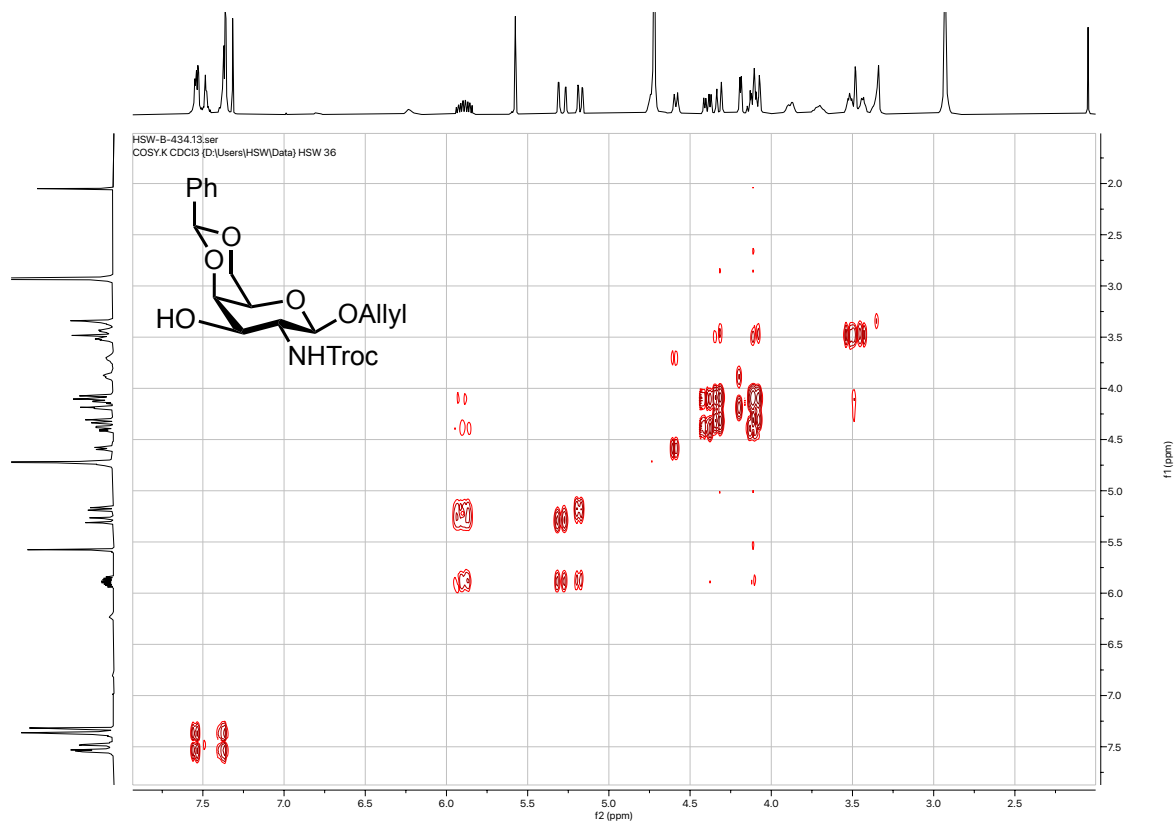 HSW-B-434.13.ser
COSY.K CDCl3 {D:\Users\HSW\Data} HSW 36
Ph
O
O
O
OAllyl
HO
NHTroc
2.0
2.5
3.0
3.5
4.0
4.5
5.0
5.5
6.0
6.5
7.0
7.5
f1 (ppm)
7.5 7.0 6.5 6.0 5.5 5.0 4.5 4.0 3.5 3.0 2.5
f2 (ppm)